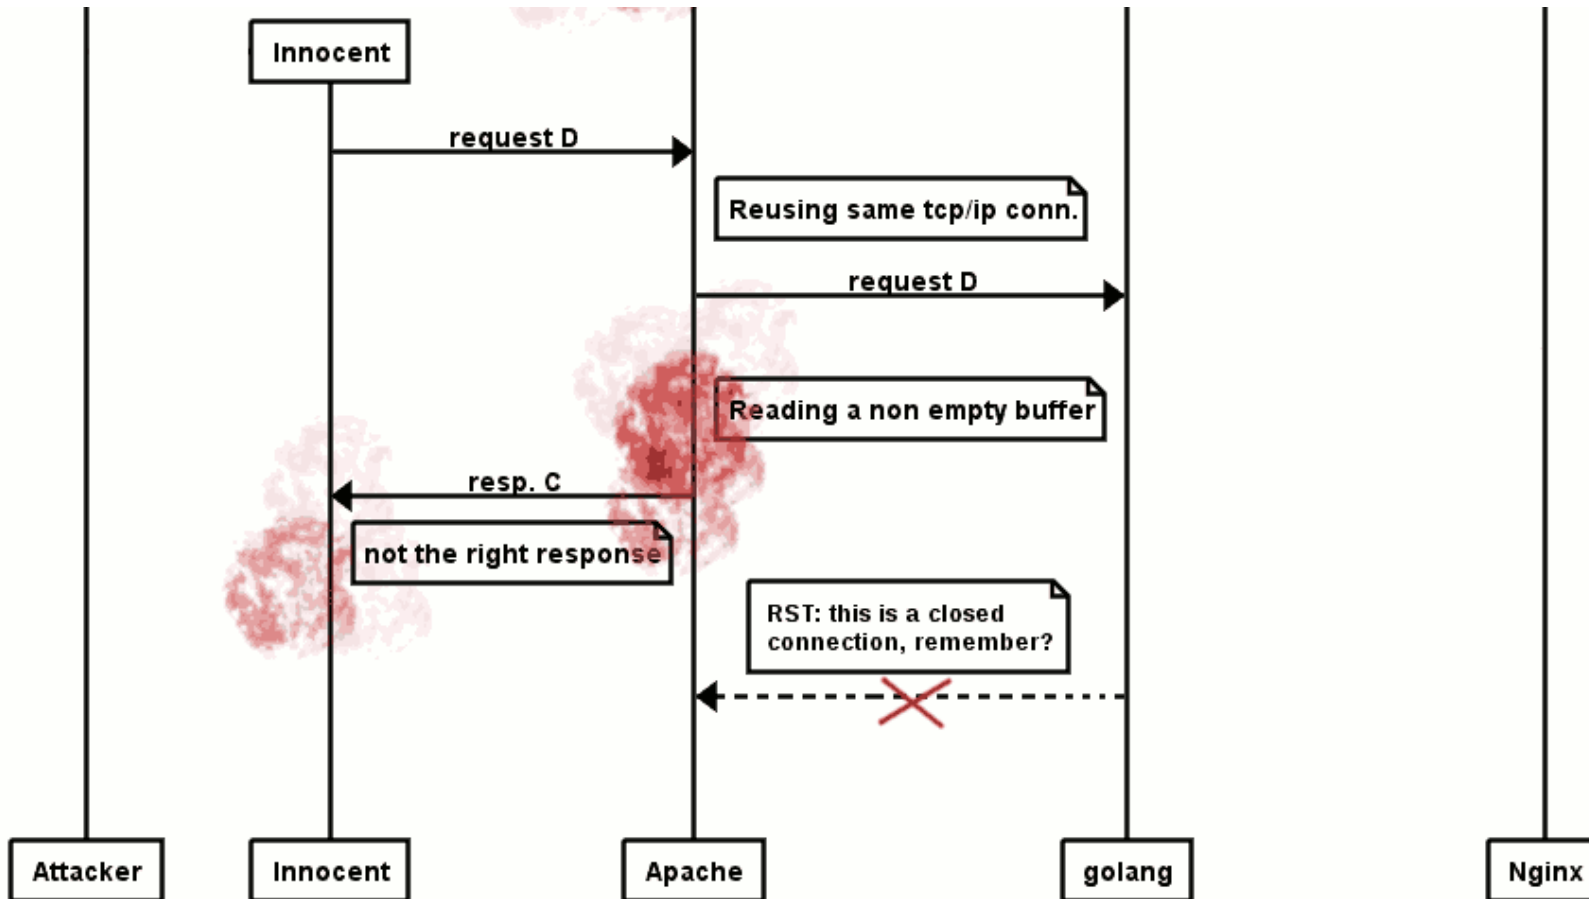 Innocent
request D
Reusing same tcp/ip conn.
request D
Reading a non empty buffer
resp. C
not the right response
RST: this is a closed
connection, remember?
Attacker
Innocent
Apache
golang
Nginx